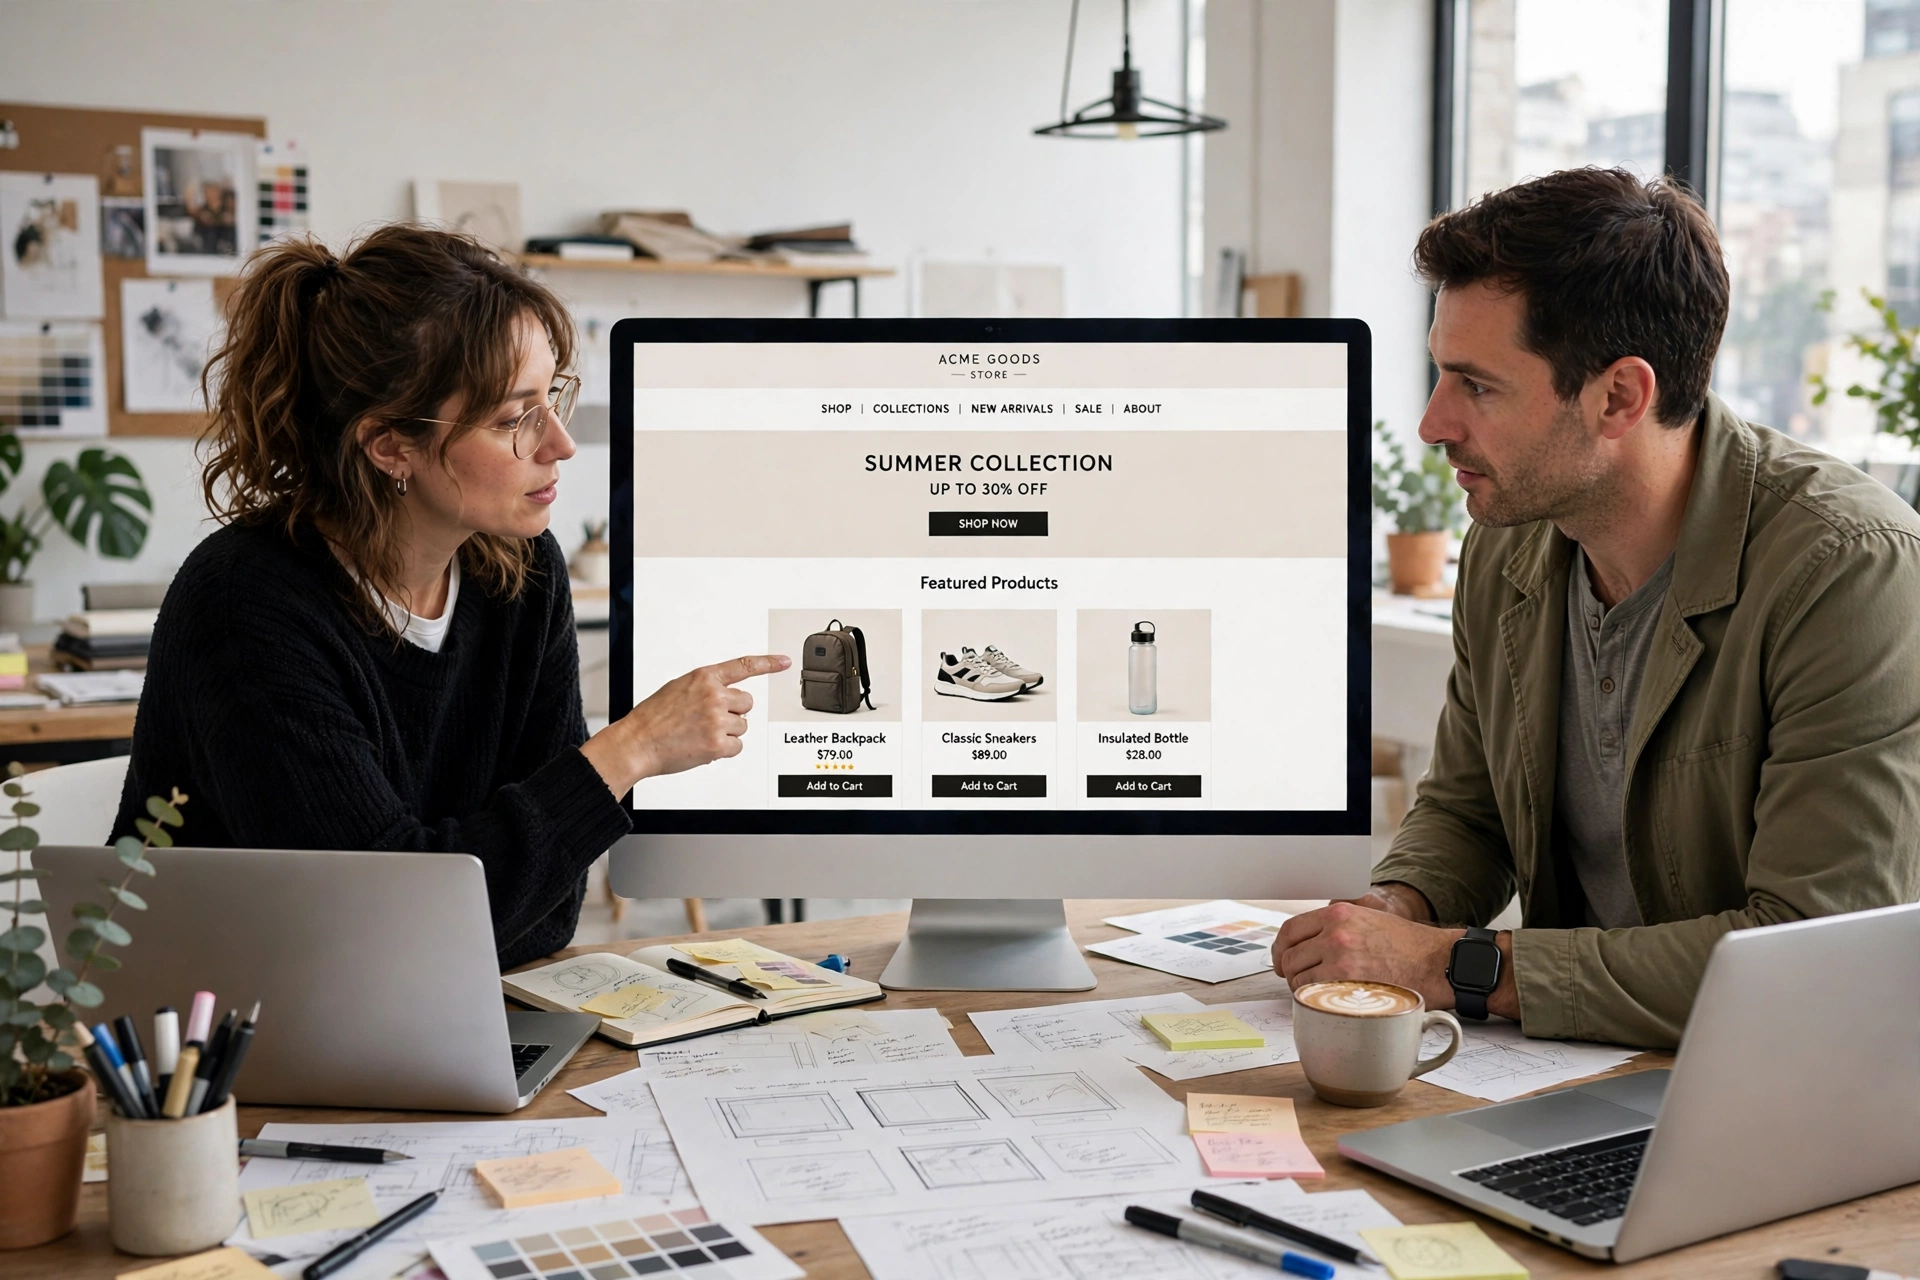 ACME GOODS
— STORE —
SHOP | COLLECTIONS | NEW ARRIVALS | SALE | ABOUT
SUMMER COLLECTION
UP TO 30% OFF
SHOP NOW
Featured Products
Leather Backpack
$79.00
Add to Cart
Classic Sneakers
$89.00
Add to Cart
Insulated Bottle
$28.00
Add to Cart